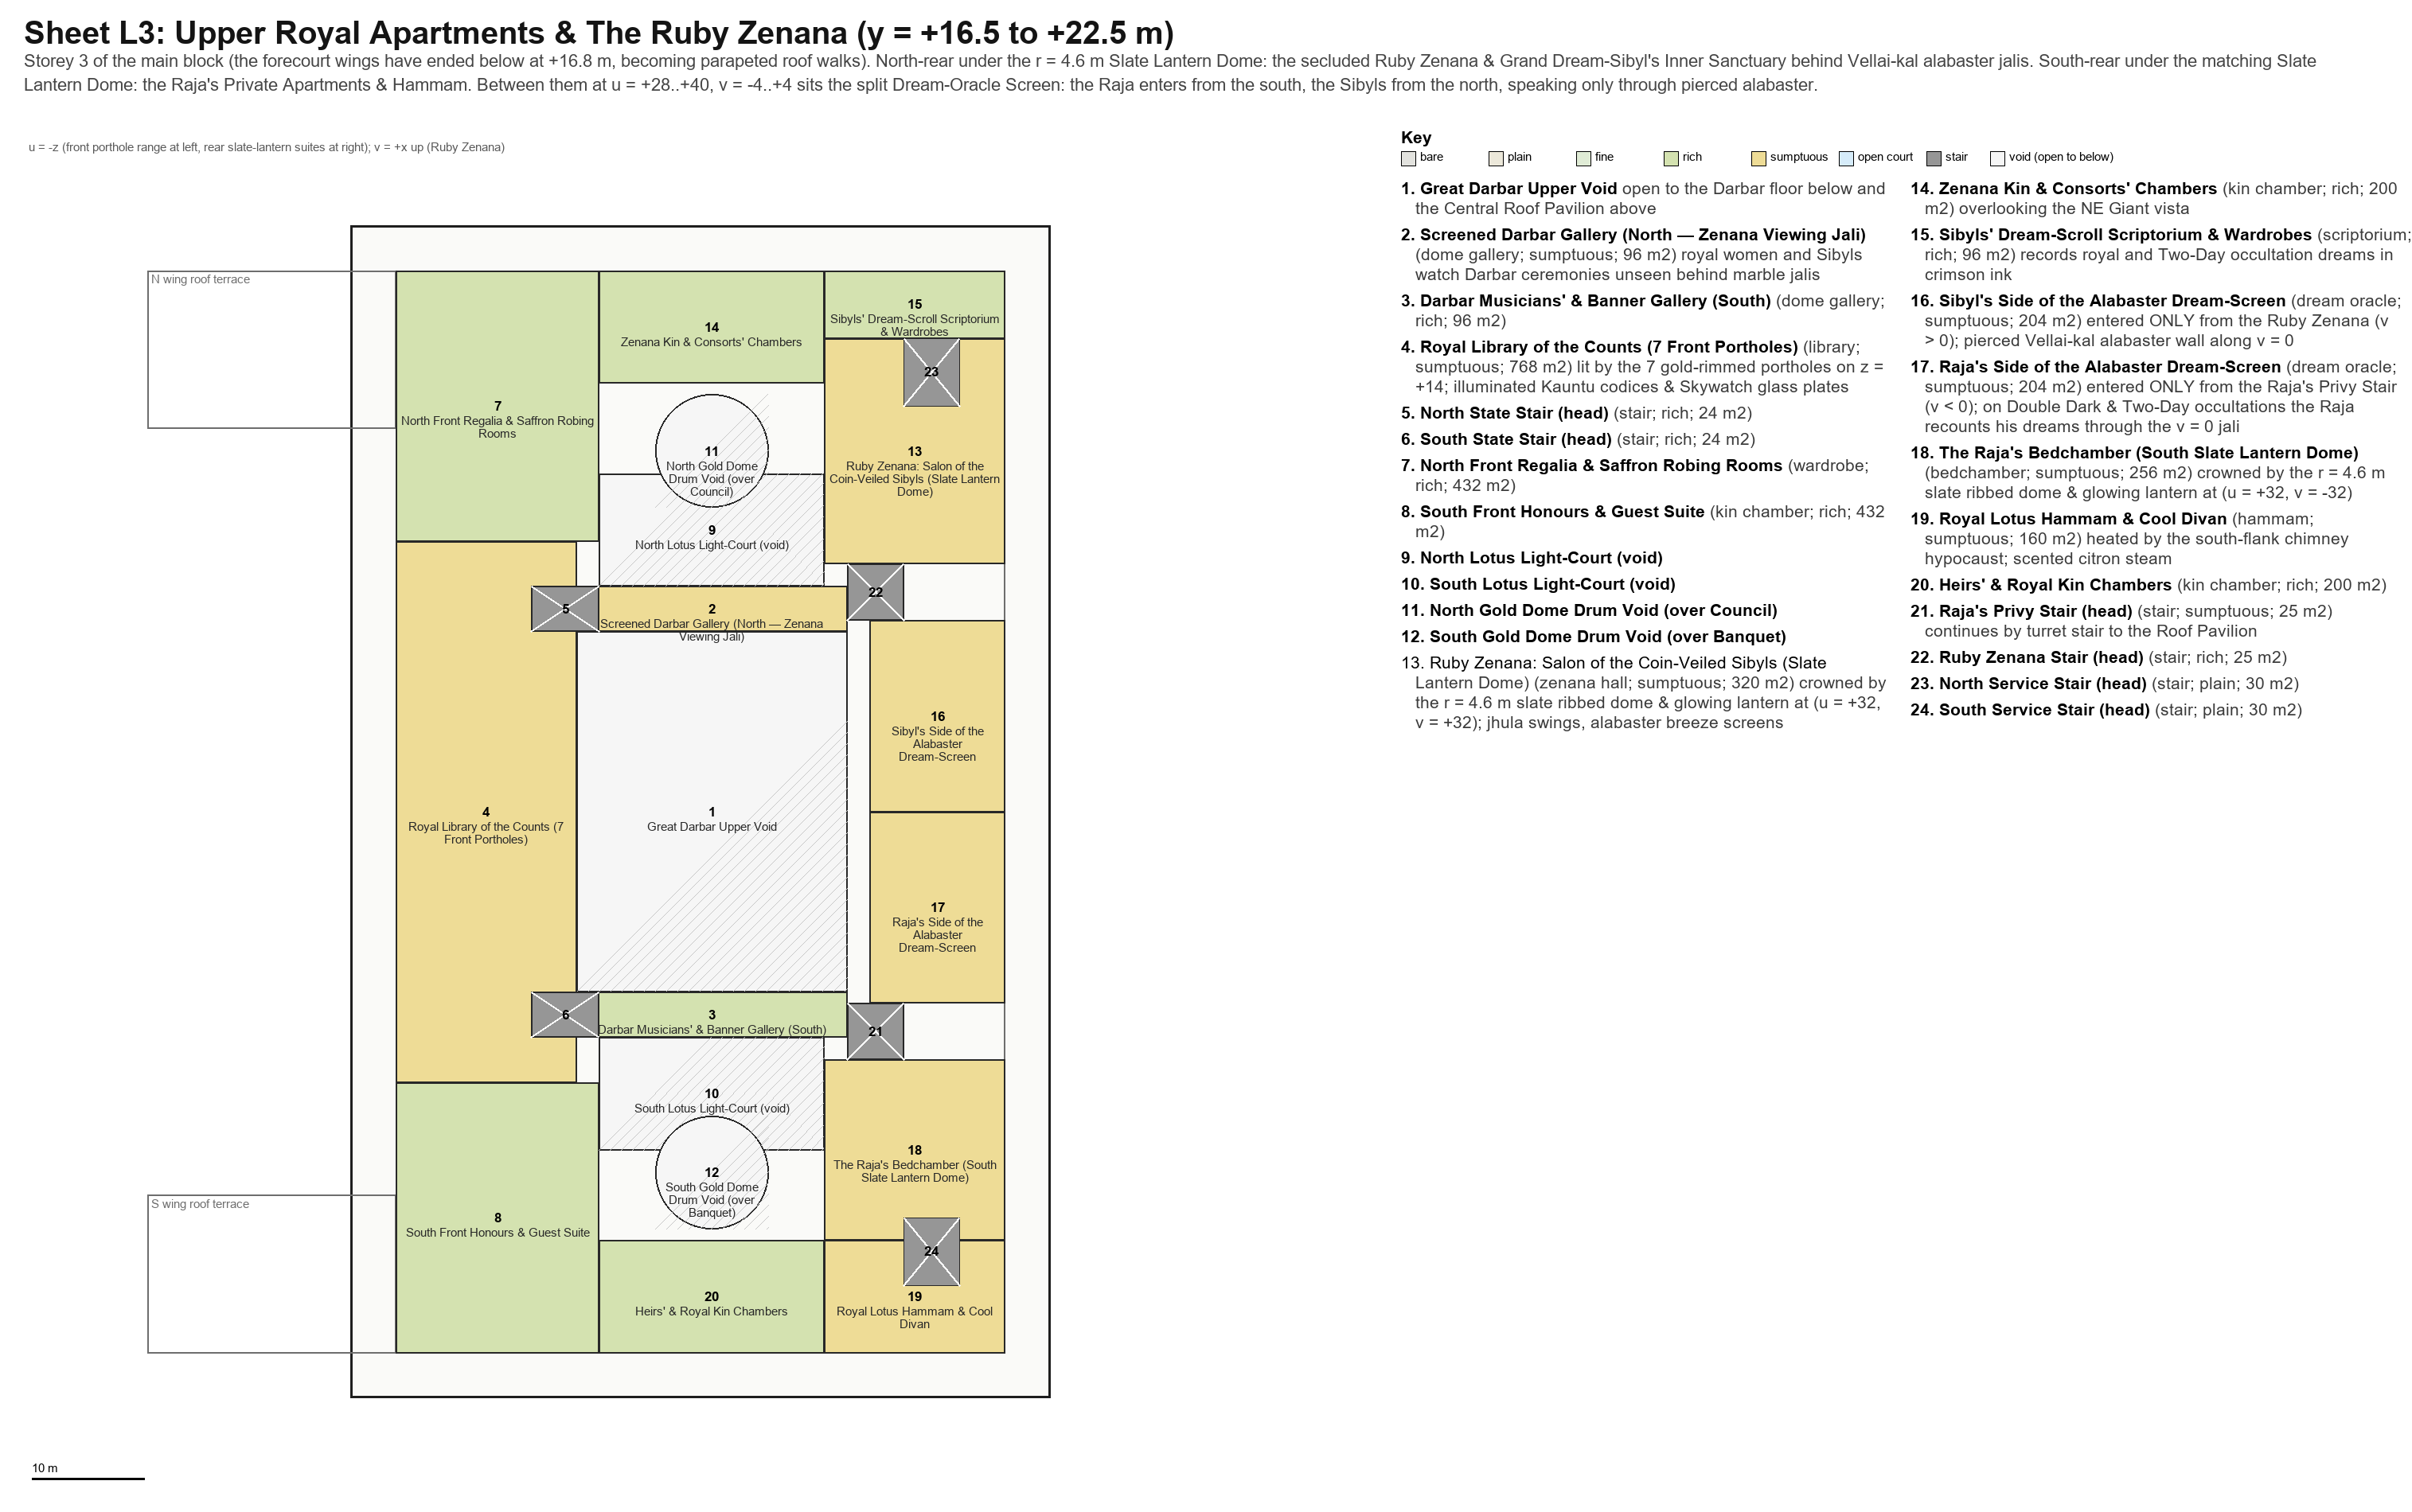 Sheet L3: Upper Royal Apartments & The Ruby Zenana (y = +16.5 to +22.5 m)
Storey 3 of the main block (the forecourt wings have ended below at +16.8 m, becoming parapeted roof walks). North-rear under the r = 4.6 m Slate Lantern Dome: the secluded Ruby Zenana & Grand Dream-Sibyl's Inner Sanctuary behind Vellai-kal alabaster jalis. South-rear under the matching Slate
Lantern Dome: the Raja's Private Apartments & Hammam. Between them at u = +28..+40, v = -4..+4 sits the split Dream-Oracle Screen: the Raja enters from the south, the Sibyls from the north, speaking only through pierced alabaster.
u = -z (front porthole range at left, rear slate-lantern suites at right); v = +x up (Ruby Zenana)
N wing roof terrace
7
North Front Regalia & Saffron Robing
Rooms
14
Zenana Kin & Consorts' Chambers
15
Sibyls' Dream-Scroll Scriptorium
& Wardrobes
23
11
North Gold Dome
Drum Void (over
Council)
13
Ruby Zenana: Salon of the
Coin-Veiled Sibyls (Slate Lantern
Dome)
9
North Lotus Light-Court (void)
5
2
Screened Darbar Gallery (North — Zenana
Viewing Jali)
22
16
Sibyl's Side of the
Alabaster
Dream-Screen
4
Royal Library of the Counts (7
Front Portholes)
1
Great Darbar Upper Void
17
Raja's Side of the
Alabaster
Dream-Screen
6
3
Darbar Musicians' & Banner Gallery (South)
21
10
South Lotus Light-Court (void)
18
The Raja's Bedchamber (South
Slate Lantern Dome)
12
South Gold Dome
Drum Void (over
Banquet)
S wing roof terrace
8
South Front Honours & Guest Suite
24
20
Heirs' & Royal Kin Chambers
19
Royal Lotus Hammam & Cool
Divan
10 m
Key
bare
plain
fine
rich
sumptuous
open court
stair
void (open to below)
1. Great Darbar Upper Void open to the Darbar floor below and
the Central Roof Pavilion above
2. Screened Darbar Gallery (North — Zenana Viewing Jali)
(dome gallery; sumptuous; 96 m2) royal women and Sibyls
watch Darbar ceremonies unseen behind marble jalis
3. Darbar Musicians' & Banner Gallery (South) (dome gallery;
rich; 96 m2)
4. Royal Library of the Counts (7 Front Portholes) (library;
sumptuous; 768 m2) lit by the 7 gold-rimmed portholes on z =
+14; illuminated Kauntu codices & Skywatch glass plates
5. North State Stair (head) (stair; rich; 24 m2)
6. South State Stair (head) (stair; rich; 24 m2)
7. North Front Regalia & Saffron Robing Rooms (wardrobe;
rich; 432 m2)
8. South Front Honours & Guest Suite (kin chamber; rich; 432
m2)
9. North Lotus Light-Court (void)
10. South Lotus Light-Court (void)
11. North Gold Dome Drum Void (over Council)
12. South Gold Dome Drum Void (over Banquet)
13. Ruby Zenana: Salon of the Coin-Veiled Sibyls (Slate
Lantern Dome) (zenana hall; sumptuous; 320 m2) crowned by
the r = 4.6 m slate ribbed dome & glowing lantern at (u = +32,
v = +32); jhula swings, alabaster breeze screens
14. Zenana Kin & Consorts' Chambers (kin chamber; rich; 200
m2) overlooking the NE Giant vista
15. Sibyls' Dream-Scroll Scriptorium & Wardrobes (scriptorium;
rich; 96 m2) records royal and Two-Day occultation dreams in
crimson ink
16. Sibyl's Side of the Alabaster Dream-Screen (dream oracle;
sumptuous; 204 m2) entered ONLY from the Ruby Zenana (v
> 0); pierced Vellai-kal alabaster wall along v = 0
17. Raja's Side of the Alabaster Dream-Screen (dream oracle;
sumptuous; 204 m2) entered ONLY from the Raja's Privy Stair
(v < 0); on Double Dark & Two-Day occultations the Raja
recounts his dreams through the v = 0 jali
18. The Raja's Bedchamber (South Slate Lantern Dome)
(bedchamber; sumptuous; 256 m2) crowned by the r = 4.6 m
slate ribbed dome & glowing lantern at (u = +32, v = -32)
19. Royal Lotus Hammam & Cool Divan (hammam;
sumptuous; 160 m2) heated by the south-flank chimney
hypocaust; scented citron steam
20. Heirs' & Royal Kin Chambers (kin chamber; rich; 200 m2)
21. Raja's Privy Stair (head) (stair; sumptuous; 25 m2)
continues by turret stair to the Roof Pavilion
22. Ruby Zenana Stair (head) (stair; rich; 25 m2)
23. North Service Stair (head) (stair; plain; 30 m2)
24. South Service Stair (head) (stair; plain; 30 m2)